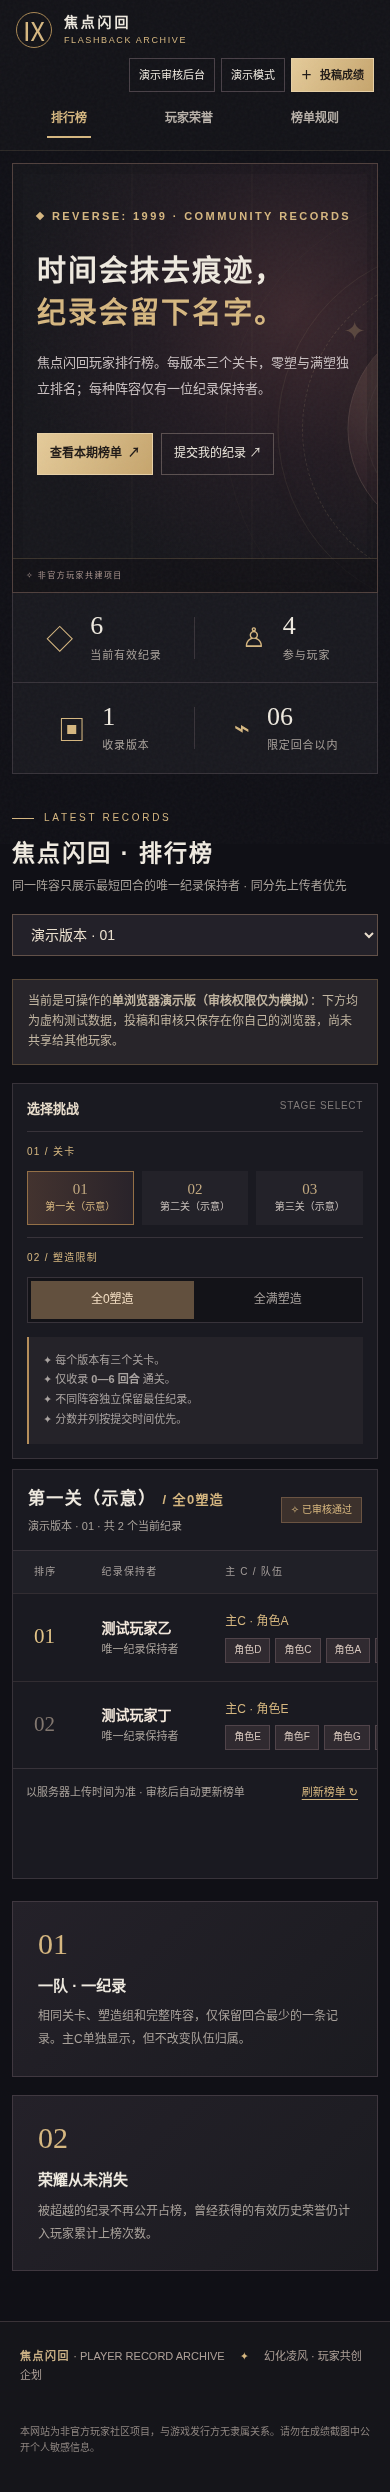 IX 焦点闪回
FLASHBACK ARCHIVE
演示审核后台 演示模式 ＋ 投稿成绩
排行榜 玩家荣誉 榜单规则
◆ REVERSE: 1999 · COMMUNITY RECORDS
时间会抹去痕迹，
纪录会留下名字。
焦点闪回玩家排行榜。每版本三个关卡，零塑与满塑独
立排名；每种阵容仅有一位纪录保持者。
查看本期榜单 ↗ 提交我的纪录 ↗
✧ 非官方玩家共建项目
6
当前有效纪录
4
参与玩家
1
收录版本
06
限定回合以内
LATEST RECORDS
焦点闪回 · 排行榜
同一阵容只展示最短回合的唯一纪录保持者 · 同分先上传者优先
演示版本 · 01
当前是可操作的单浏览器演示版（审核权限仅为模拟）：下方均
为虚构测试数据，投稿和审核只保存在你自己的浏览器，尚未
共享给其他玩家。
选择挑战 STAGE SELECT
01 / 关卡
01 02 03
第一关（示意） 第二关（示意） 第三关（示意）
02 / 塑造限制
全0塑造 全满塑造
✦ 每个版本有三个关卡。
✦ 仅收录 0—6 回合 通关。
✦ 不同阵容独立保留最佳纪录。
✦ 分数并列按提交时间优先。
第一关（示意） / 全0塑造
演示版本 · 01 · 共 2 个当前纪录
✧ 已审核通过
排序 纪录保持者 主 C / 队伍
01 测试玩家乙 主C · 角色A
唯一纪录保持者 角色D 角色C 角色A
02 测试玩家丁 主C · 角色E
唯一纪录保持者 角色E 角色F 角色G
以服务器上传时间为准 · 审核后自动更新榜单 刷新榜单 ↻
01
一队 · 一纪录
相同关卡、塑造组和完整阵容，仅保留回合最少的一条记
录。主C单独显示，但不改变队伍归属。
02
荣耀从未消失
被超越的纪录不再公开占榜，曾经获得的有效历史荣誉仍计
入玩家累计上榜次数。
焦点闪回 · PLAYER RECORD ARCHIVE ✦ 幻化凌风 · 玩家共创
企划
本网站为非官方玩家社区项目，与游戏发行方无隶属关系。请勿在成绩截图中公
开个人敏感信息。